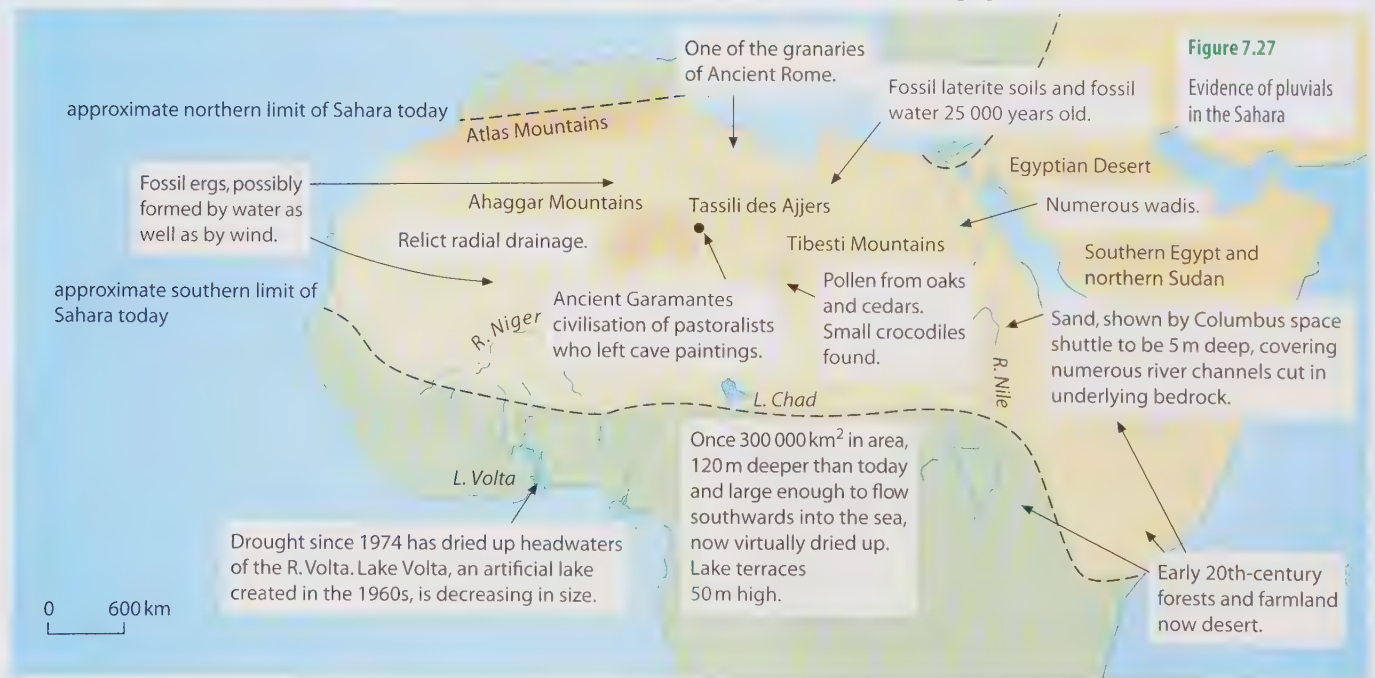 Figure 7.27
Evidence of pluvials
in the Sahara
One of the granaries
of Ancient Rome.
Fossil laterite soils and fossil
water 25 000 years old.
approximate northern limit of Sahara today
Atlas Mountains
Egyptian Desert
Fossil ergs, possibly
formed by water as
well as by wind.
Ahaggar Mountains
Tassili des Ajjers
Numerous wadis.
Relict radial drainage.
Tibesti Mountains
Southern Egypt and
northern Sudan
approximate southern limit of
Sahara today
Ancient Garamantes
civilisation of pastoralists
who left cave paintings.
Pollen from oaks
and cedars.
Small crocodiles
found.
Sand, shown by Columbus space
shuttle to be 5 m deep, covering
numerous river channels cut in
underlying bedrock.
R. Niger
R. Nile
L. Chad
Once 300 000 km² in area,
120 m deeper than today
and large enough to flow
southwards into the sea,
now virtually dried up.
Lake terraces
50 m high.
L. Volta
Drought since 1974 has dried up headwaters
of the R. Volta. Lake Volta, an artificial lake
created in the 1960s, is decreasing in size.
Early 20th-century
forests and farmland
now desert.
0 600 km